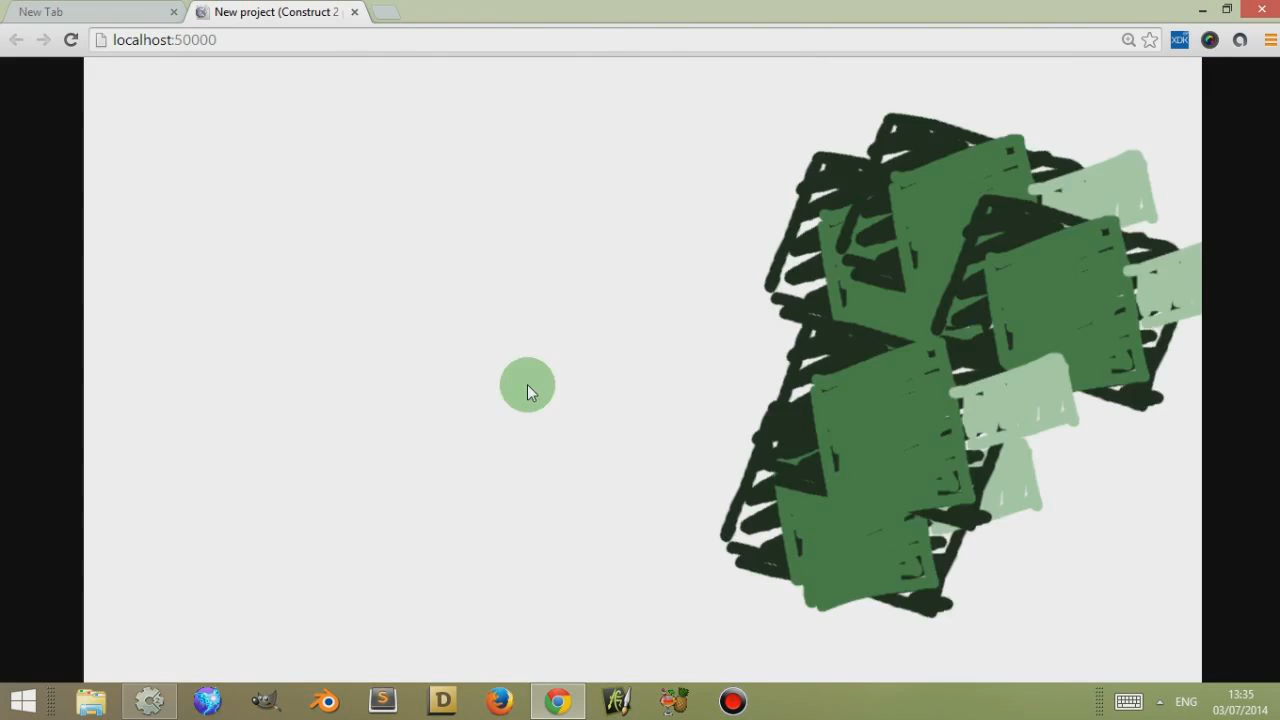 New Tab
New project (Construct 2
localhost:50000
XDK
S
D
ENG
13:35
03/07/2014